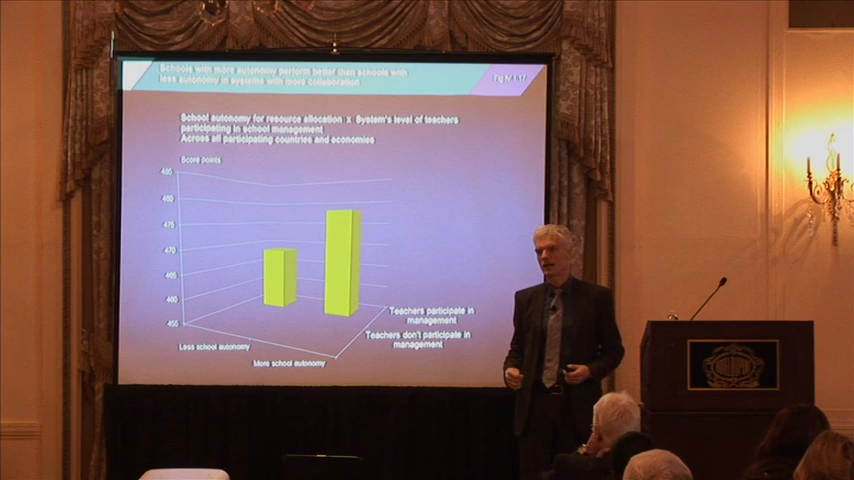 Schools with more autonomy perform better than schools with
less autonomy in systems with more collaboration
Fig IV.1.17
School autonomy for resource allocation x System's level of teachers
participating in school management
Across all participating countries and economies
Score points
485
480
475
470
465
460
455
Teachers participate in
management
Teachers don't participate in
management
Less school autonomy
More school autonomy